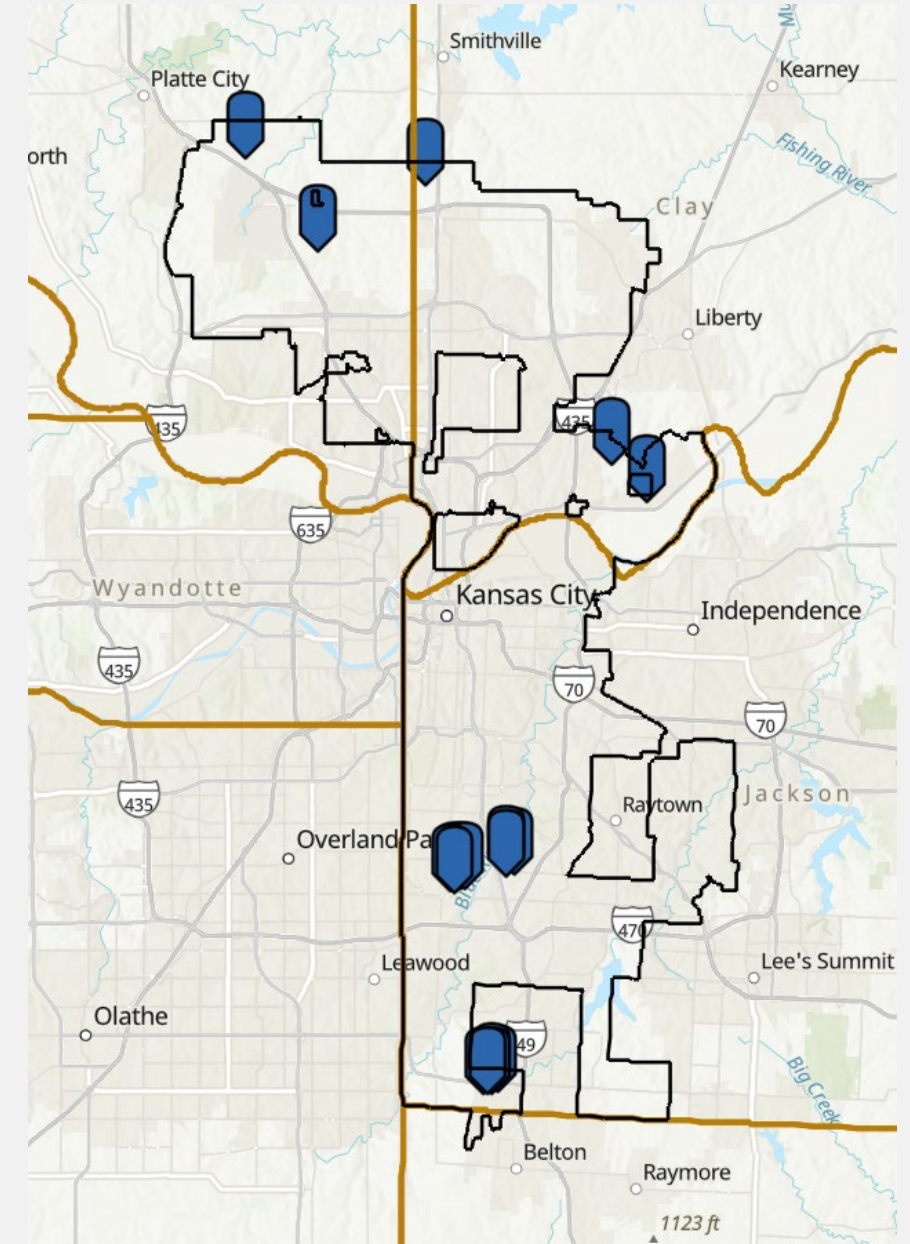 Smithville
Platte City
Kearney
orth
Fishing River
Clay
Liberty
435
435
635
Wyandotte
Kansas City
Independence
435
70
70
Raytown
Jackson
435
Overland Pa
470
Leawood
Lee's Summit
Olathe
49
Big Creek
Belton
Raymore
1123 ft